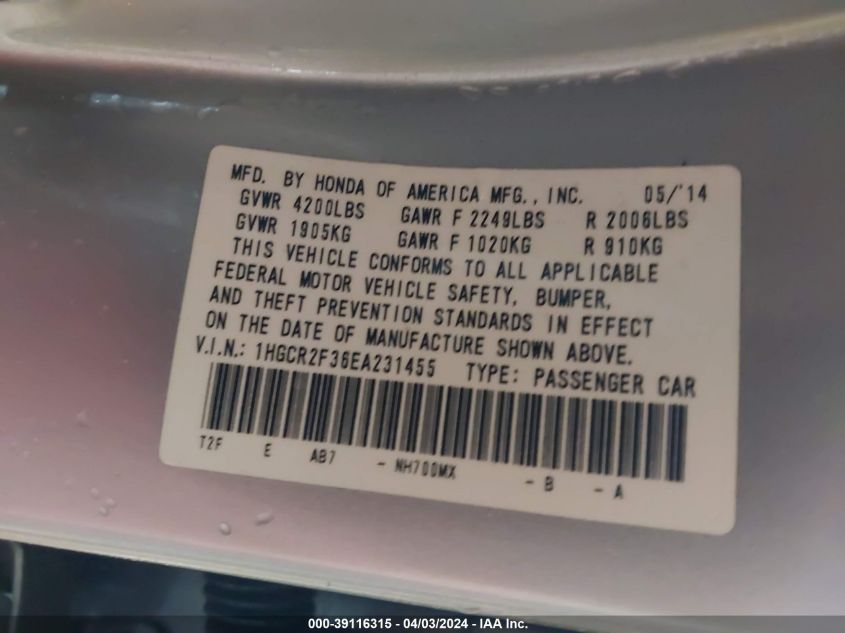 MFD. BY HONDA OF AMERICA MFG., INC. 05/'14
GVWR 4200LBS GAWR F 2249LBS R 2006LBS
GVWR 1905KG GAWR F 1020KG R 910KG
THIS VEHICLE CONFORMS TO ALL APPLICABLE
FEDERAL MOTOR VEHICLE SAFETY, BUMPER,
AND THEFT PREVENTION STANDARDS IN EFFECT
ON THE DATE OF MANUFACTURE SHOWN ABOVE.
V.I.N.: 1HGCR2F36EA231455 TYPE: PASSENGER CAR
T2F E AB7 - NH700MX - B - A
000-39116315 - 04/03/2024 - IAA Inc.